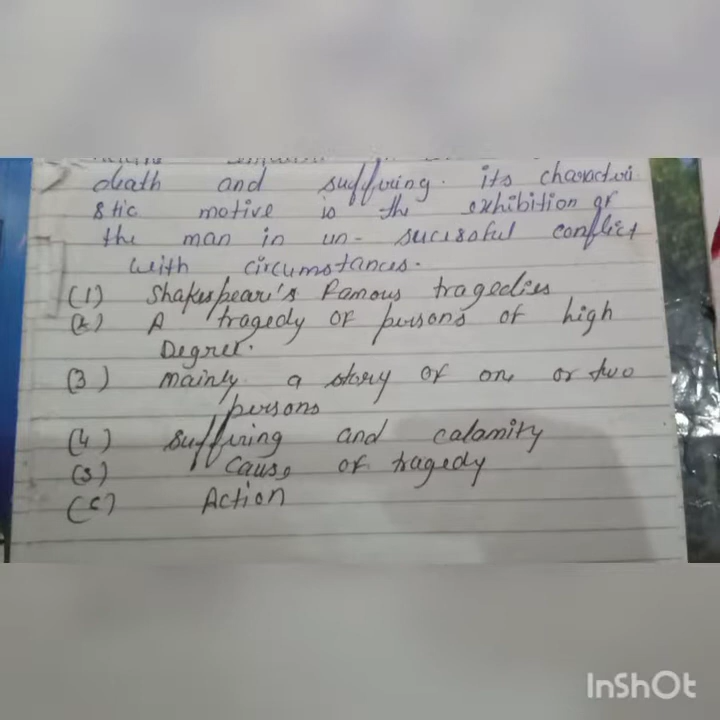 death and suffering. its characteri
stic motive is the exhibition of
the man in un- sucessful conflict
with circumstances.
(1) Shakespear's Famous tragedies
(2) A tragedy of persons of high
Degree.
(3) mainly a story of one or two
persons
(4) suffiring and calamity
(5) Cause of tragedy
(6) Action
InShOt